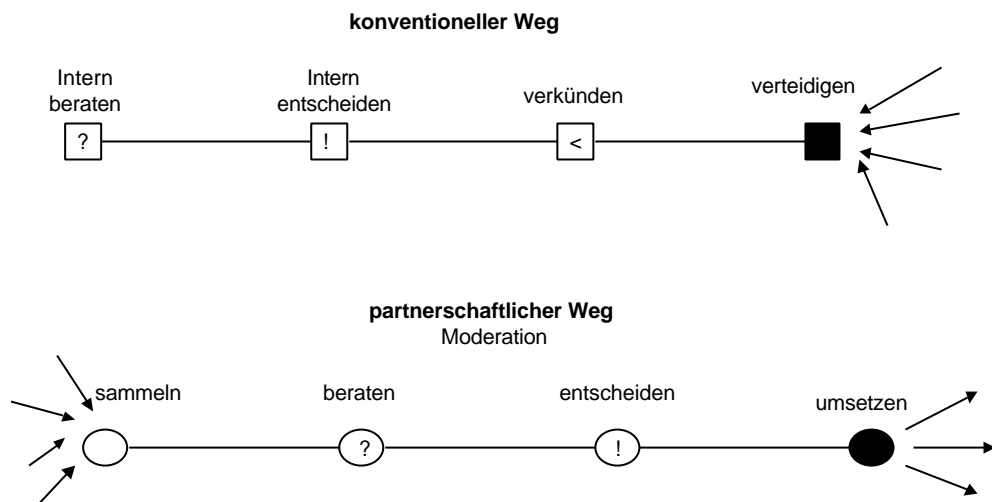 konventioneller Weg
Intern
beraten
Intern
entscheiden
verkünden
verteidigen
?
!
<
partnerschaftlicher Weg
Moderation
sammeln
beraten
entscheiden
umsetzen
?
!